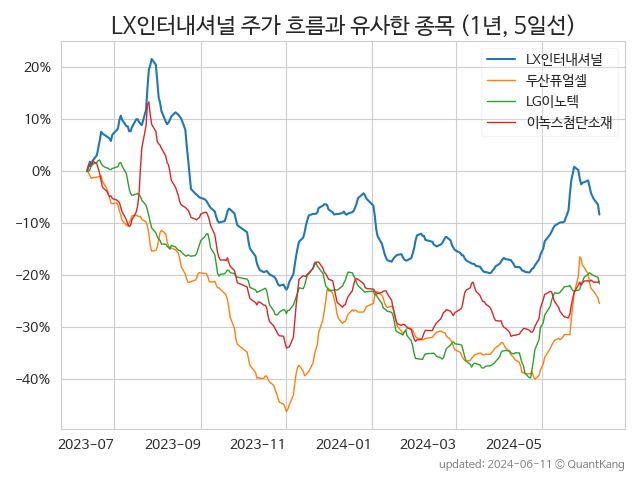 LX인터내셔널 주가 흐름과 유사한 종목 (1년, 5일선)
LX인터내셔널
두산퓨얼셀
LG이노텍
이녹스첨단소재
20%
10%
0%
−10%
−20%
−30%
−40%
2023-07 2023-09 2023-11 2024-01 2024-03 2024-05
updated: 2024-06-11 © QuantKang